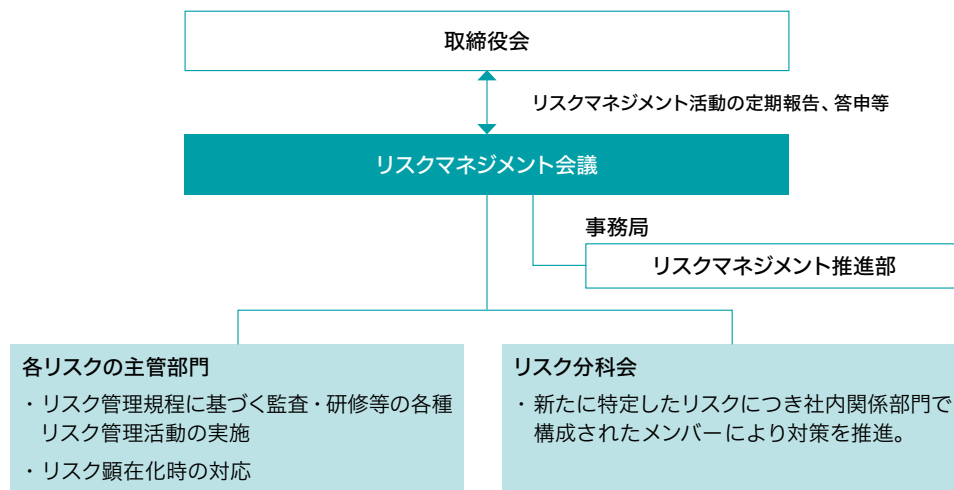 取締役会
リスクマネジメント活動の定期報告、答申等
リスクマネジメント会議
事務局
リスクマネジメント推進部
各リスクの主管部門
・リスク管理規程に基づく監査・研修等の各種
リスク管理活動の実施
・リスク顕在化時の対応
リスク分科会
・新たに特定したリスクにつき社内関係部門で
構成されたメンバーにより対策を推進。